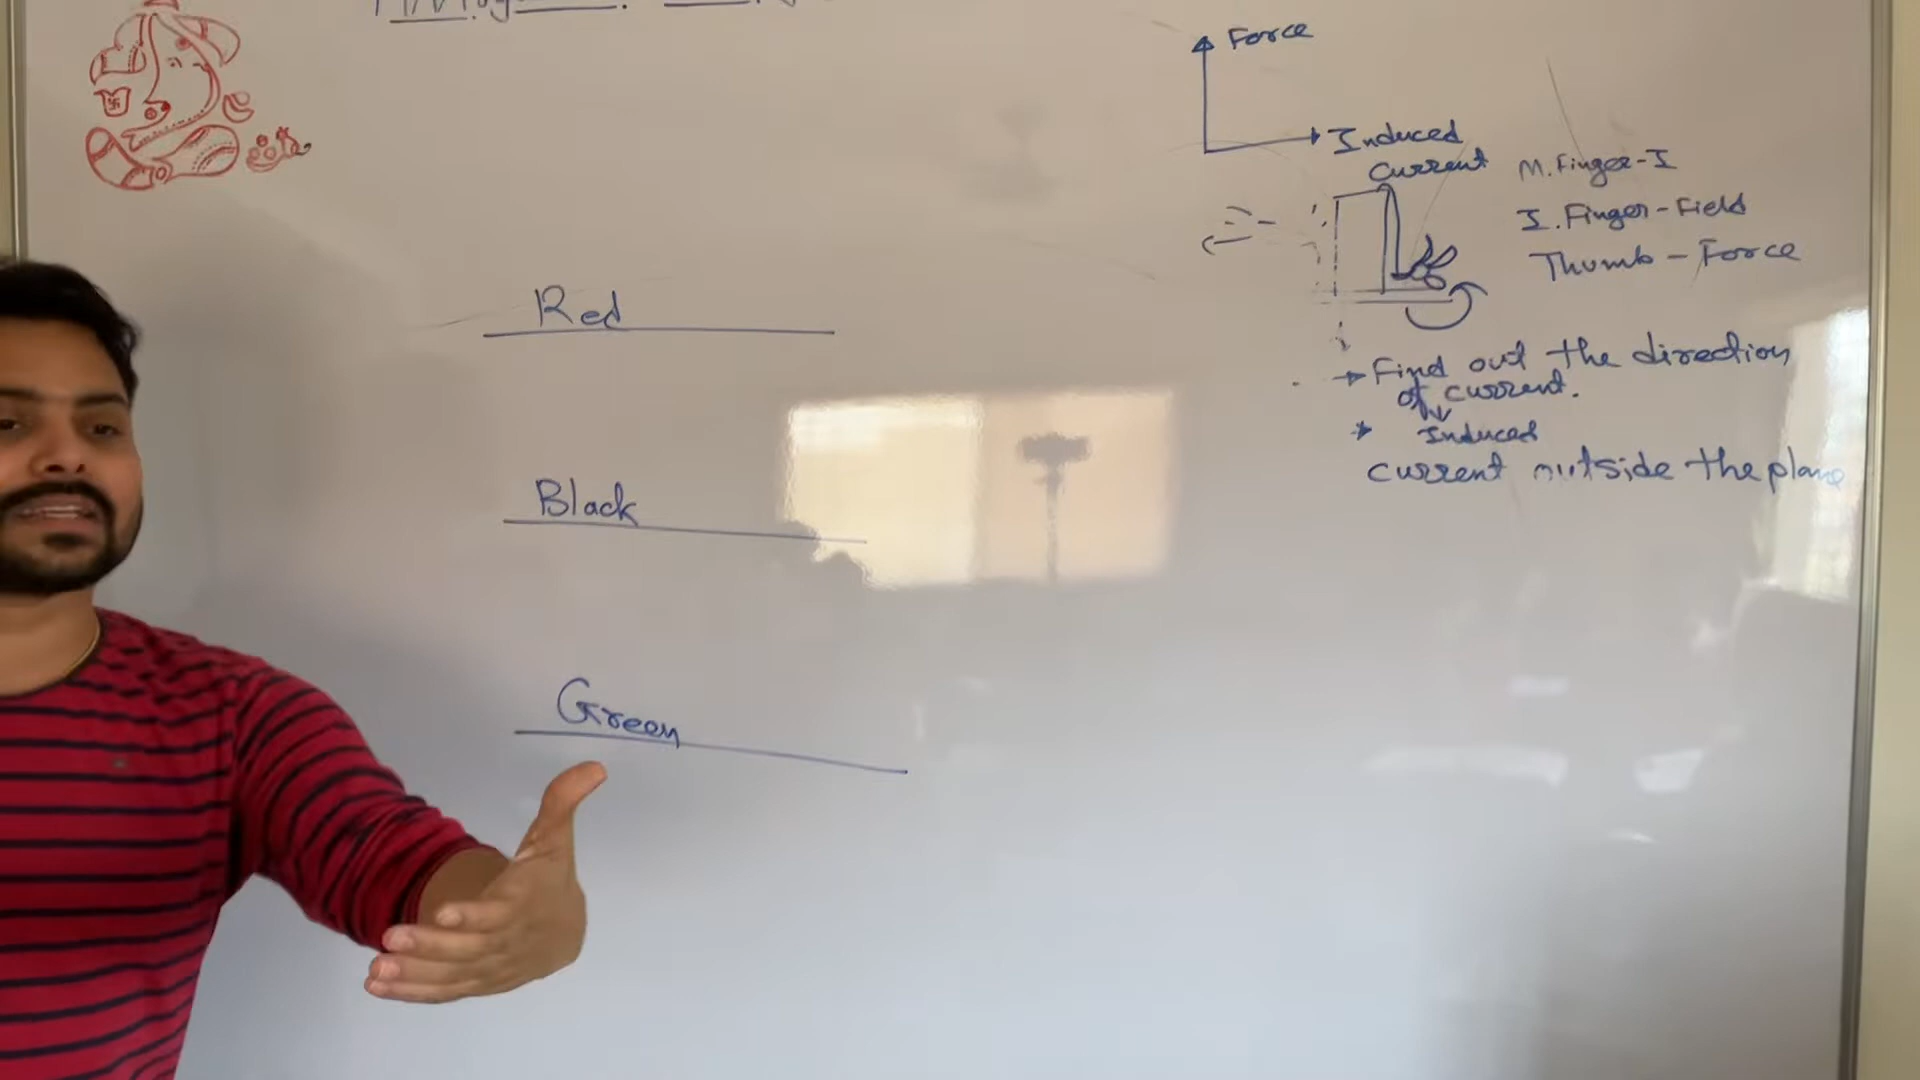 Force
Induced
current
M. Finger-I
I. Finger-Field
Thumb - Force
Red
→ Find out the direction
of current.
Induced
current outside the plane
Black
Green